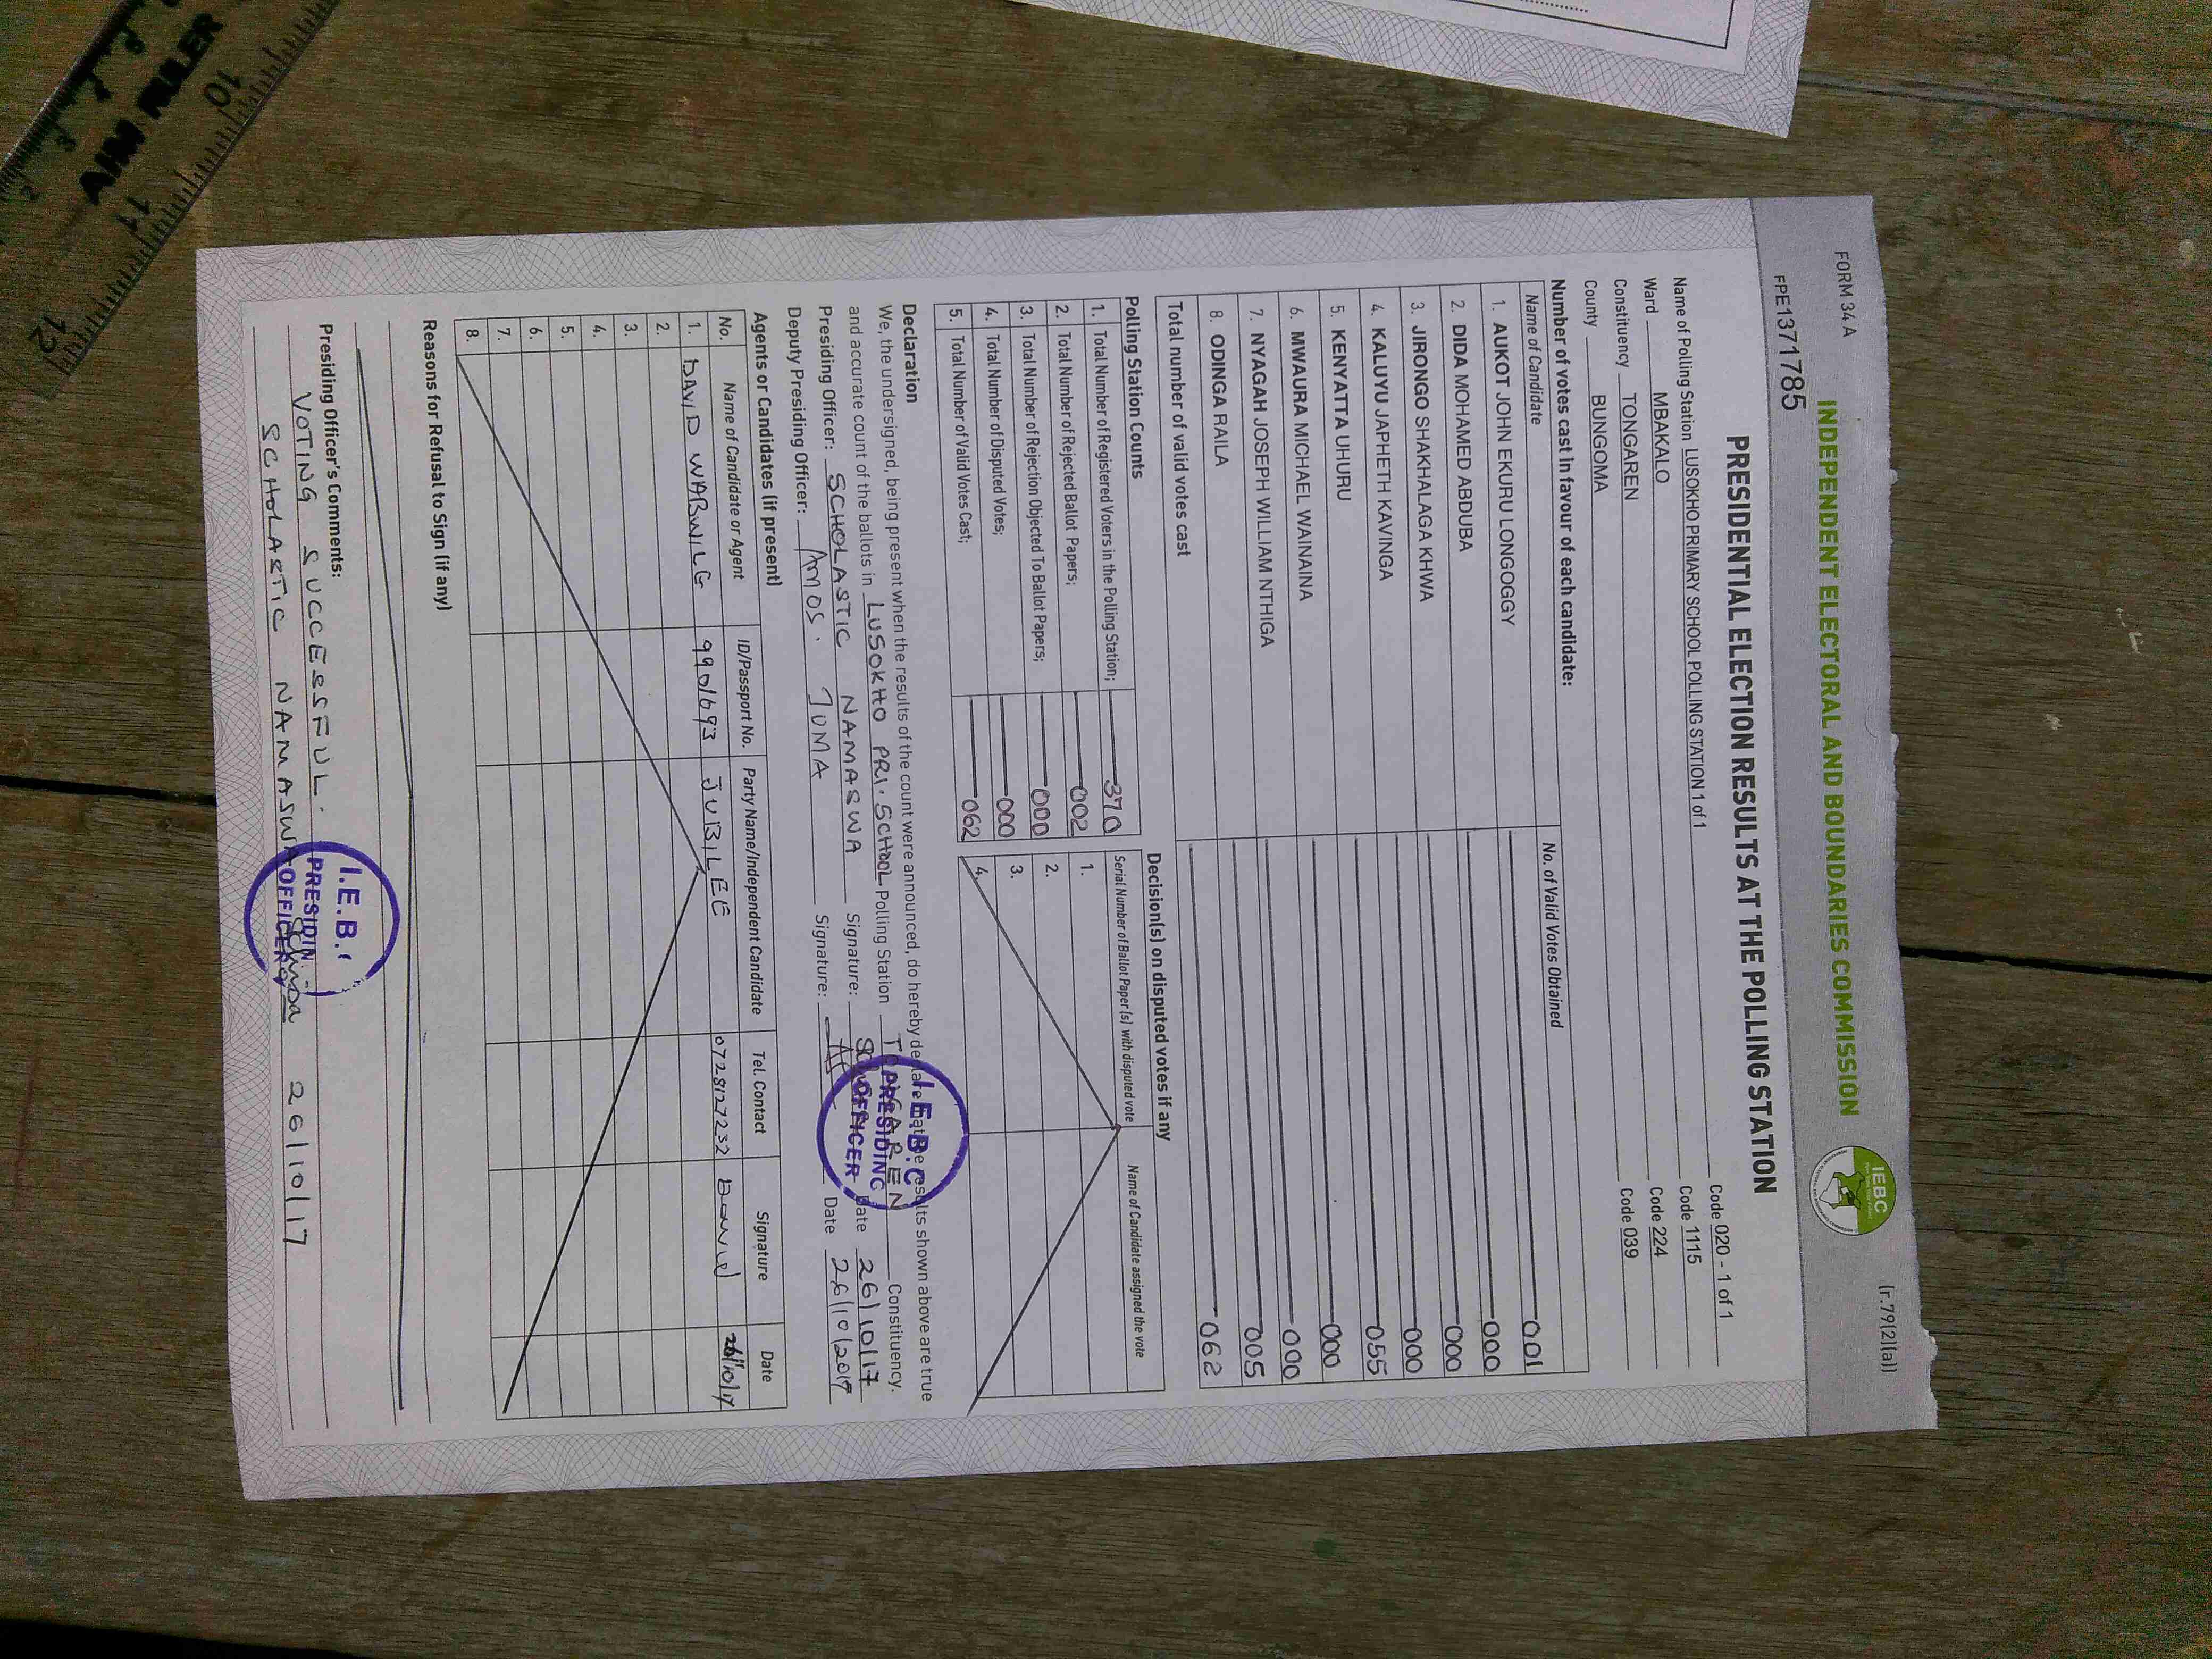 AIM RULER
10 11 12
FORM 34 A
(r.79(2)(a))
INDEPENDENT ELECTORAL AND BOUNDARIES COMMISSION
IEBC
FPE1371785
PRESIDENTIAL ELECTION RESULTS AT THE POLLING STATION
Name of Polling Station LUSOKHO PRIMARY SCHOOL POLLING STATION 1 of 1 Code 020 - 1 of 1
Ward MBAKALO Code 1115
Constituency TONGAREN Code 224
County BUNGOMA Code 039
Number of votes cast in favour of each candidate:
Name of Candidate No. of Valid Votes Obtained
1. AUKOT JOHN EKURU LONGOGGY 001
2. DIDA MOHAMED ABDUBA 000
3. JIRONGO SHAKHALAGA KHWA 000
4. KALUYU JAPHETH KAVINGA 000
5. KENYATTA UHURU 055
6. MWAURA MICHAEL WAINAINA 000
7. NYAGAH JOSEPH WILLIAM NTHIGA 000
8. ODINGA RAILA 005
Total number of valid votes cast 062
Polling Station Counts
1. Total Number of Registered Voters in the Polling Station; 370
2. Total Number of Rejected Ballot Papers; 002
3. Total Number of Rejection Objected To Ballot Papers; 000
4. Total Number of Disputed Votes; 000
5. Total Number of Valid Votes Cast; 062
Decision(s) on disputed votes if any
Serial Number of Ballot Paper (s) with disputed vote Name of Candidate assigned the vote
1.
2.
3.
4.
Declaration
We, the undersigned, being present when the results of the count were announced, do hereby declare that the results shown above are true
and accurate count of the ballots in LUSOKHO PRI. SCHOOL Polling Station TONGAREN Constituency.
Presiding Officer: SCHOLASTIC NAMASWA Signature: Date 26/10/17
Deputy Presiding Officer: AMOS. JUMA Signature: Date 26/10/2017
I.E.B.C
PRESIDING
OFFICER
Agents or Candidates (if present)
No. Name of Candidate or Agent ID/Passport No. Party Name/Independent Candidate Tel. Contact Signature Date
1. DAVID WABWILG 9901693 JUBILEE 0728127232 David 26/10/17
2.
3.
4.
5.
6.
7.
8.
Reasons for Refusal to Sign (if any)
Presiding Officer's Comments:
VOTING SUCCESSFUL.
SCHOLASTIC NAMASWA 26/10/17
I.E.B.C
PRESIDIN
OFFICER